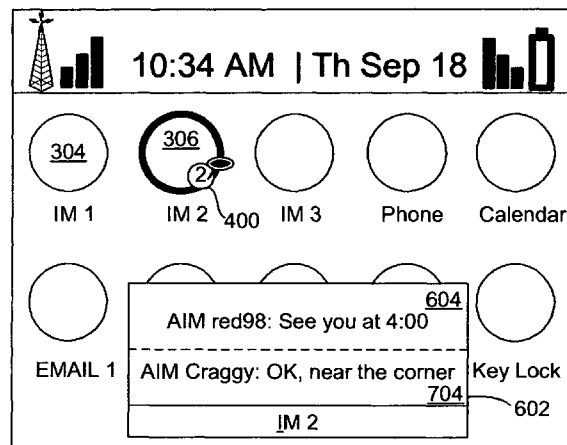 10:34 AM | Th Sep 18
304 306
2
400
IM 1 IM 2 IM 3 Phone Calendar
604
AIM red98: See you at 4:00
EMAIL 1 AIM Craggy: OK, near the corner Key Lock
704
602
IM 2